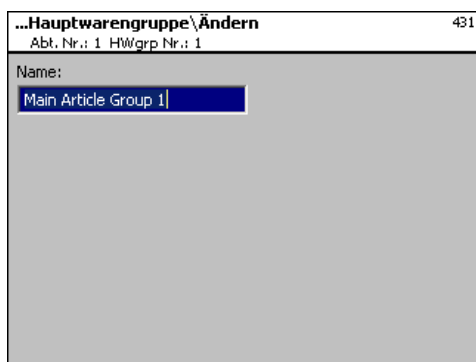 ...Hauptwarengruppe\Ändern 431
Abt. Nr.: 1 HWgrp Nr.: 1
Name:
Main Article Group 1